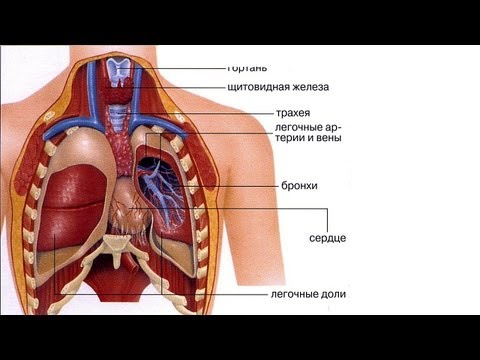 гортань
щитовидная железа
трахея
легочные ар-
терии и вены
бронхи
сердце
легочные доли